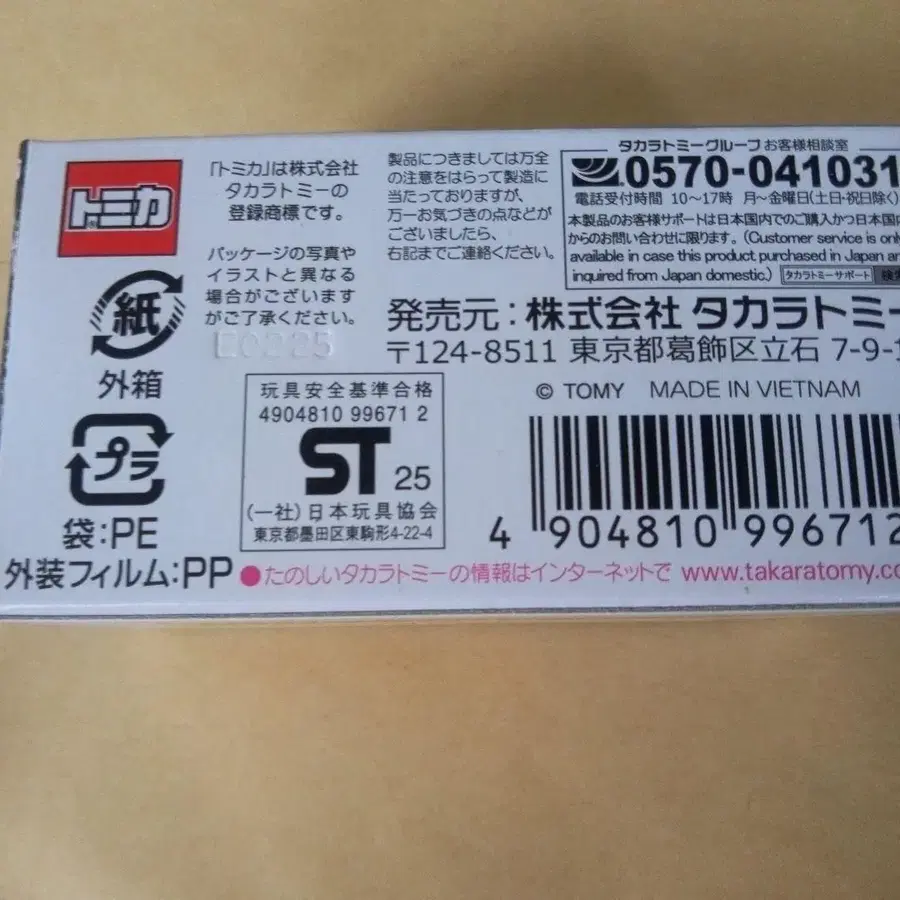 トミカ
「トミカ」は株式会社
タカラトミーの
登録商標です。
パッケージの写真や
イラストと異なる
場合がございます
がご了承ください。
製品につきましては万全
の注意をはらって製造に
当たっておりますが、
万一お気づきの点などが
ございましたら、
右記までご連絡ください。
タカラトミーグループ お客様相談室
0570-041031
電話受付時間 10〜17時 月〜金曜日(土日・祝日除く)
本製品のお客様サポートは日本国内でのご購入かつ日本国
からのお問い合わせに限ります。(Customer service is only
available in case this product purchased in Japan an
inquired from Japan domestic.) タカラトミーサポート 検索
発売元：株式会社 タカラトミー
〒124-8511 東京都葛飾区立石 7-9-1
© TOMY MADE IN VIETNAM
紙
外箱
プラ
袋:PE
外装フィルム:PP
玩具安全基準合格
4904810 99671 2
ST 25
(一社)日本玩具協会
東京都墨田区東駒形4-22-4
4 904810 996712
●たのしいタカラトミーの情報はインターネットで www.takaratomy.co